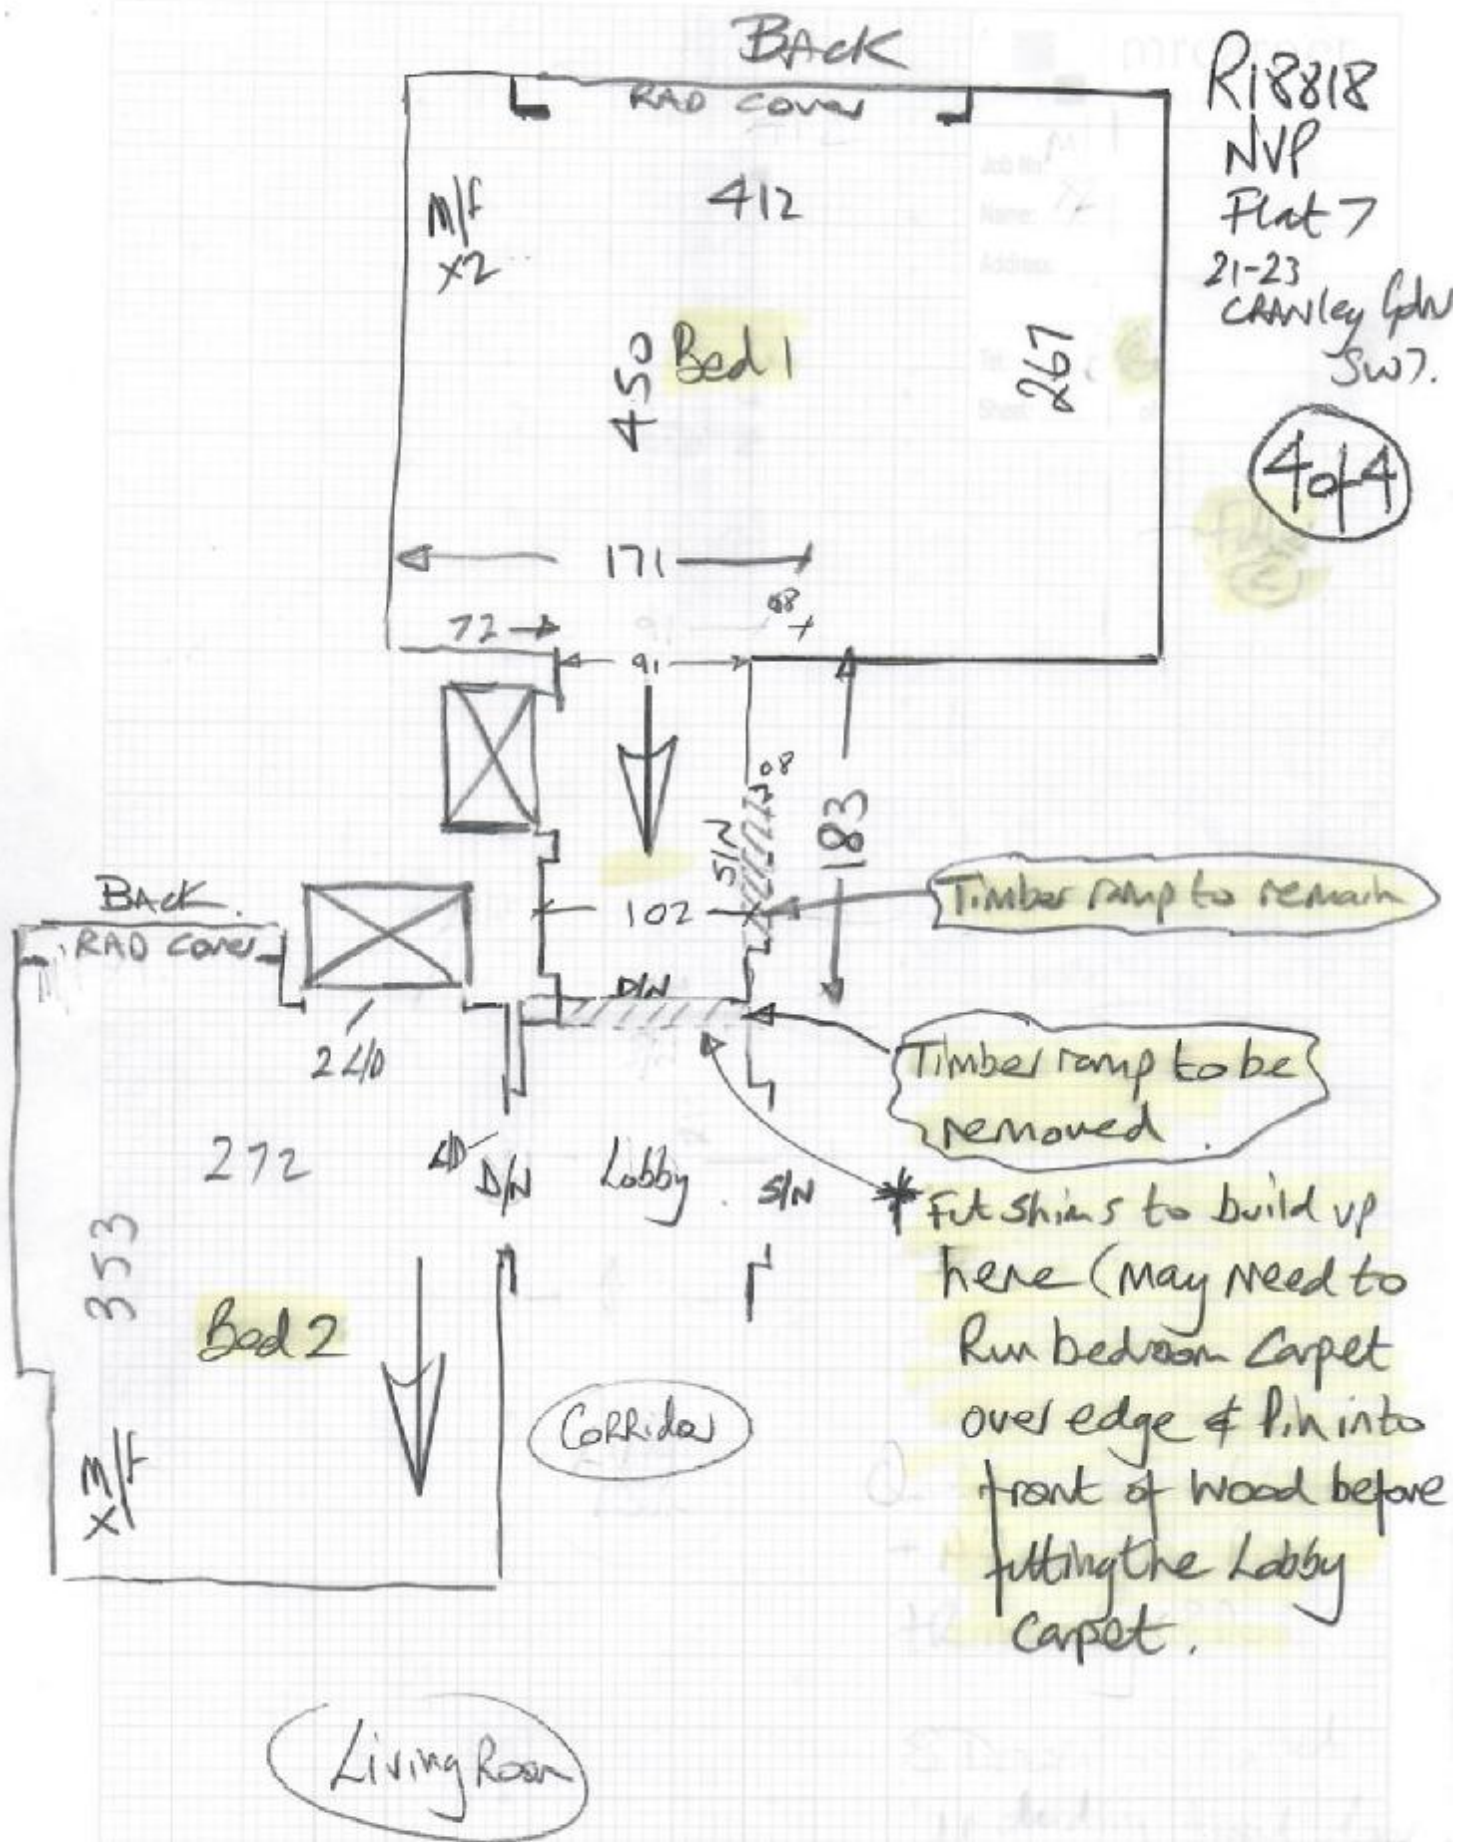 BACK
RAD COVER
R18818
NVP
Flat 7
21-23
CRANley Gdn
SW7.
4 of 4
M/F
x2
412
450
Bed 1
267
171
08
72
91
91
08
S/N
183
102
Timber ramp to remain
D/N
BACK.
RAD Cover
240
Timber ramp to be
removed.
272
D/N
Lobby
S/N
* Fit shims to build up
here (may need to
Run bedroom Carpet
over edge & Pin into
front of wood before
fitting the Lobby
Carpet.
353
Bed 2
M/F
x
Corridor
Living Room